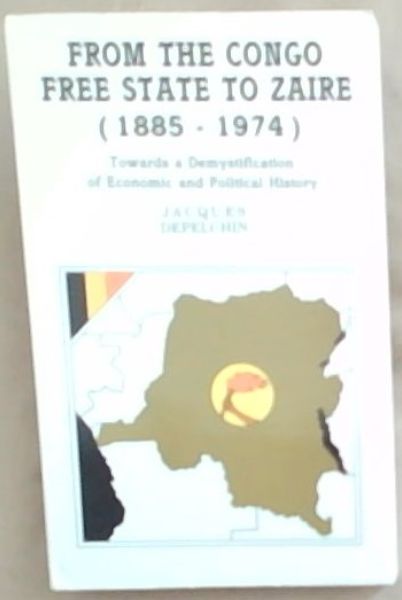 FROM THE CONGO
FREE STATE TO ZAIRE
( 1885 - 1974 )
Towards a Demystification
of Economic and Political History
JACQUES
DEPELCHIN